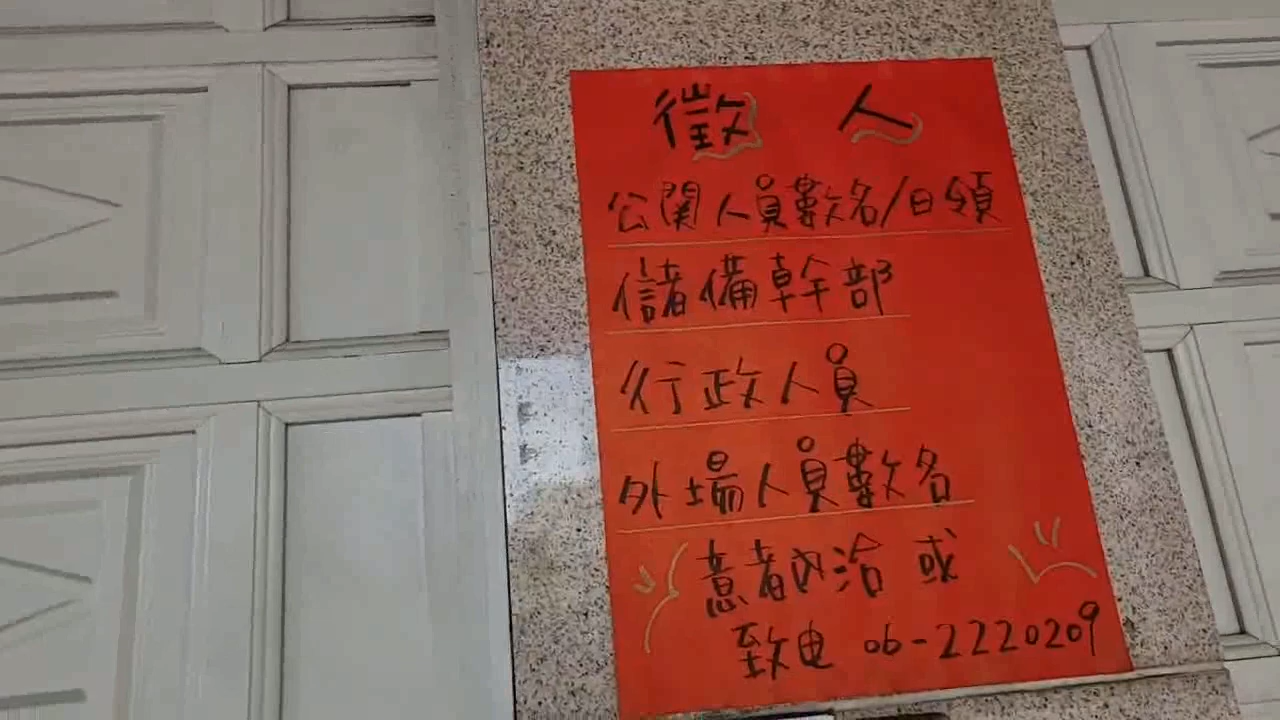 徵 人
公關人員數名/日領
儲備幹部
行政人員
外場人員數名
意者內洽 或
致电 06-2220209